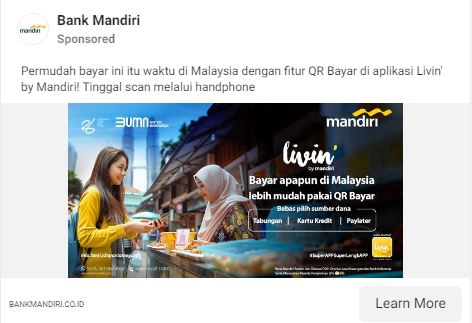 Bank Mandiri
Sponsored
mandiri
Permudah bayar ini itu waktu di Malaysia dengan fitur QR Bayar di aplikasi Livin'
by Mandiri! Tinggal scan melalui handphone
BUMN
mandiri
livin'
by mandiri
Bayar apapun di Malaysia
lebih mudah pakai QR Bayar
Bebas pilih sumber dana
Tabungan | Kartu Kredit | Paylater
#SuperAPPSuperLengkAPP
BANKMANDIRI.CO.ID
Learn More